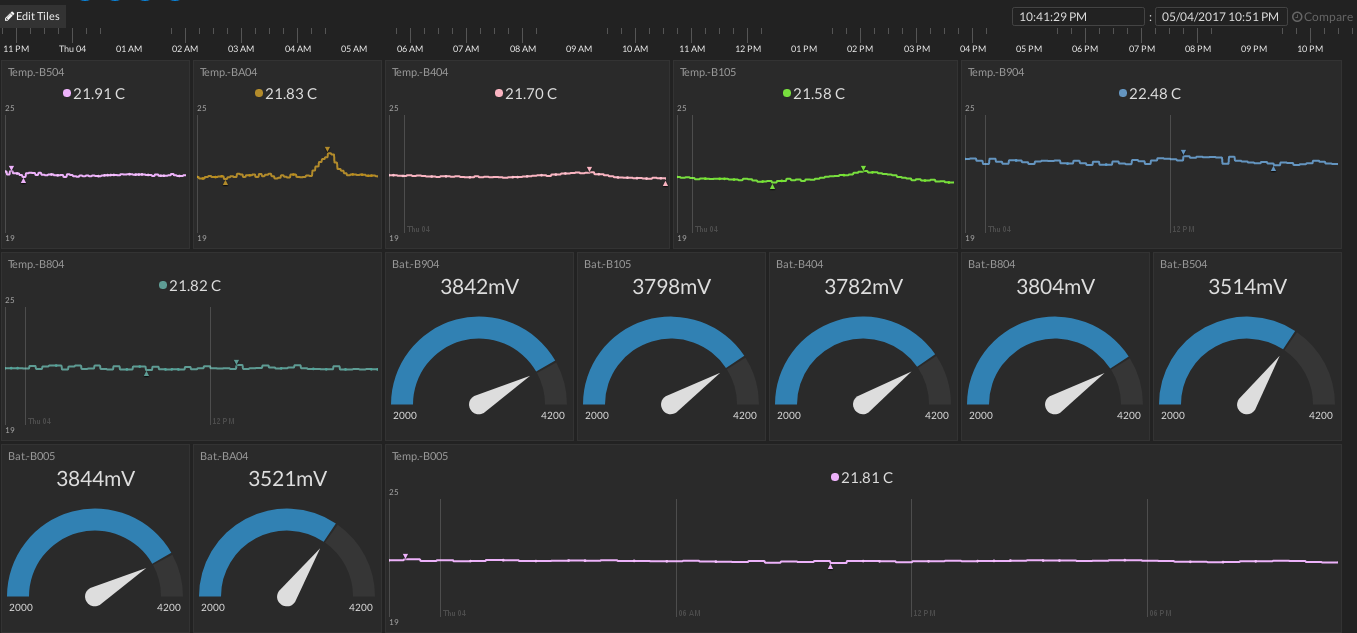 Edit Tiles
10:41:29 PM : 05/04/2017 10:51 PM Compare
11 PM Thu 04 01 AM 02 AM 03 AM 04 AM 05 AM 06 AM 07 AM 08 AM 09 AM 10 AM 11 AM 12 PM 01 PM 02 PM 03 PM 04 PM 05 PM 06 PM 07 PM 08 PM 09 PM 10 PM
Temp.-B504
21.91 C
25
19
Temp.-BA04
21.83 C
25
19
Temp.-B404
21.70 C
25
Thu 04
19
Temp.-B105
21.58 C
25
Thu 04
19
Temp.-B904
22.48 C
25
Thu 04 12 PM
19
Temp.-B804
21.82 C
25
Thu 04 12 PM
19
Bat.-B904
3842mV
2000 4200
Bat.-B105
3798mV
2000 4200
Bat.-B404
3782mV
2000 4200
Bat.-B804
3804mV
2000 4200
Bat.-B504
3514mV
2000 4200
Bat.-B005
3844mV
2000 4200
Bat.-BA04
3521mV
2000 4200
Temp.-B005
21.81 C
25
Thu 04 06 AM 12 PM 06 PM
19